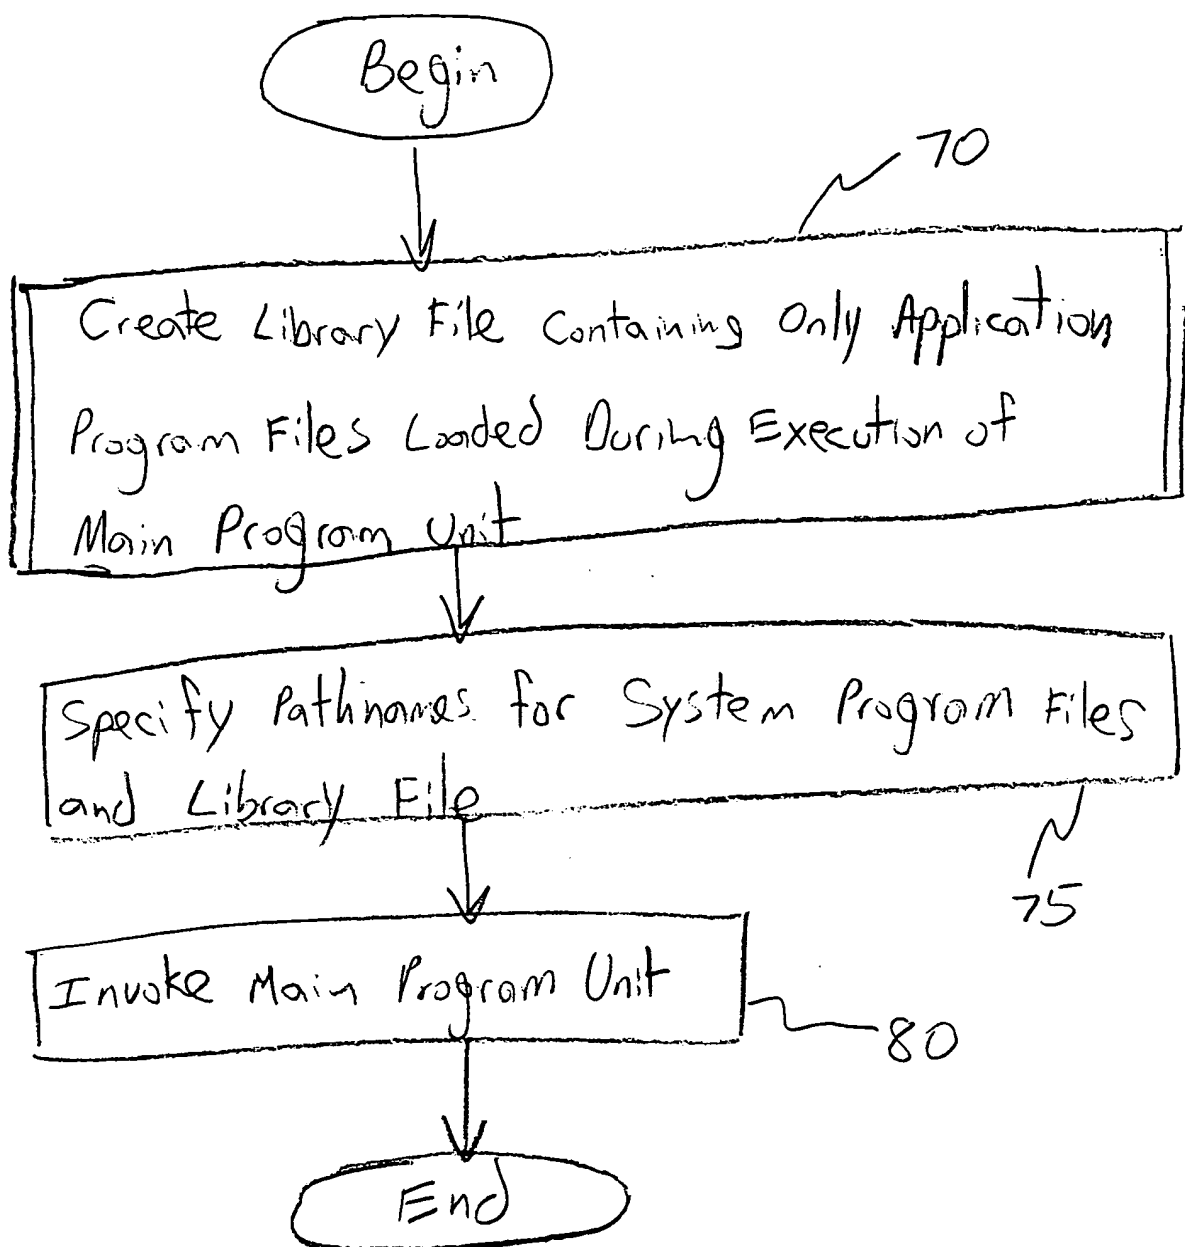 Begin
70
Create Library File Containing Only Application
Program Files Loaded During Execution of
Main Program Unit
Specify Pathnames for System Program Files
and Library File
75
Invoke Main Program Unit
80
End